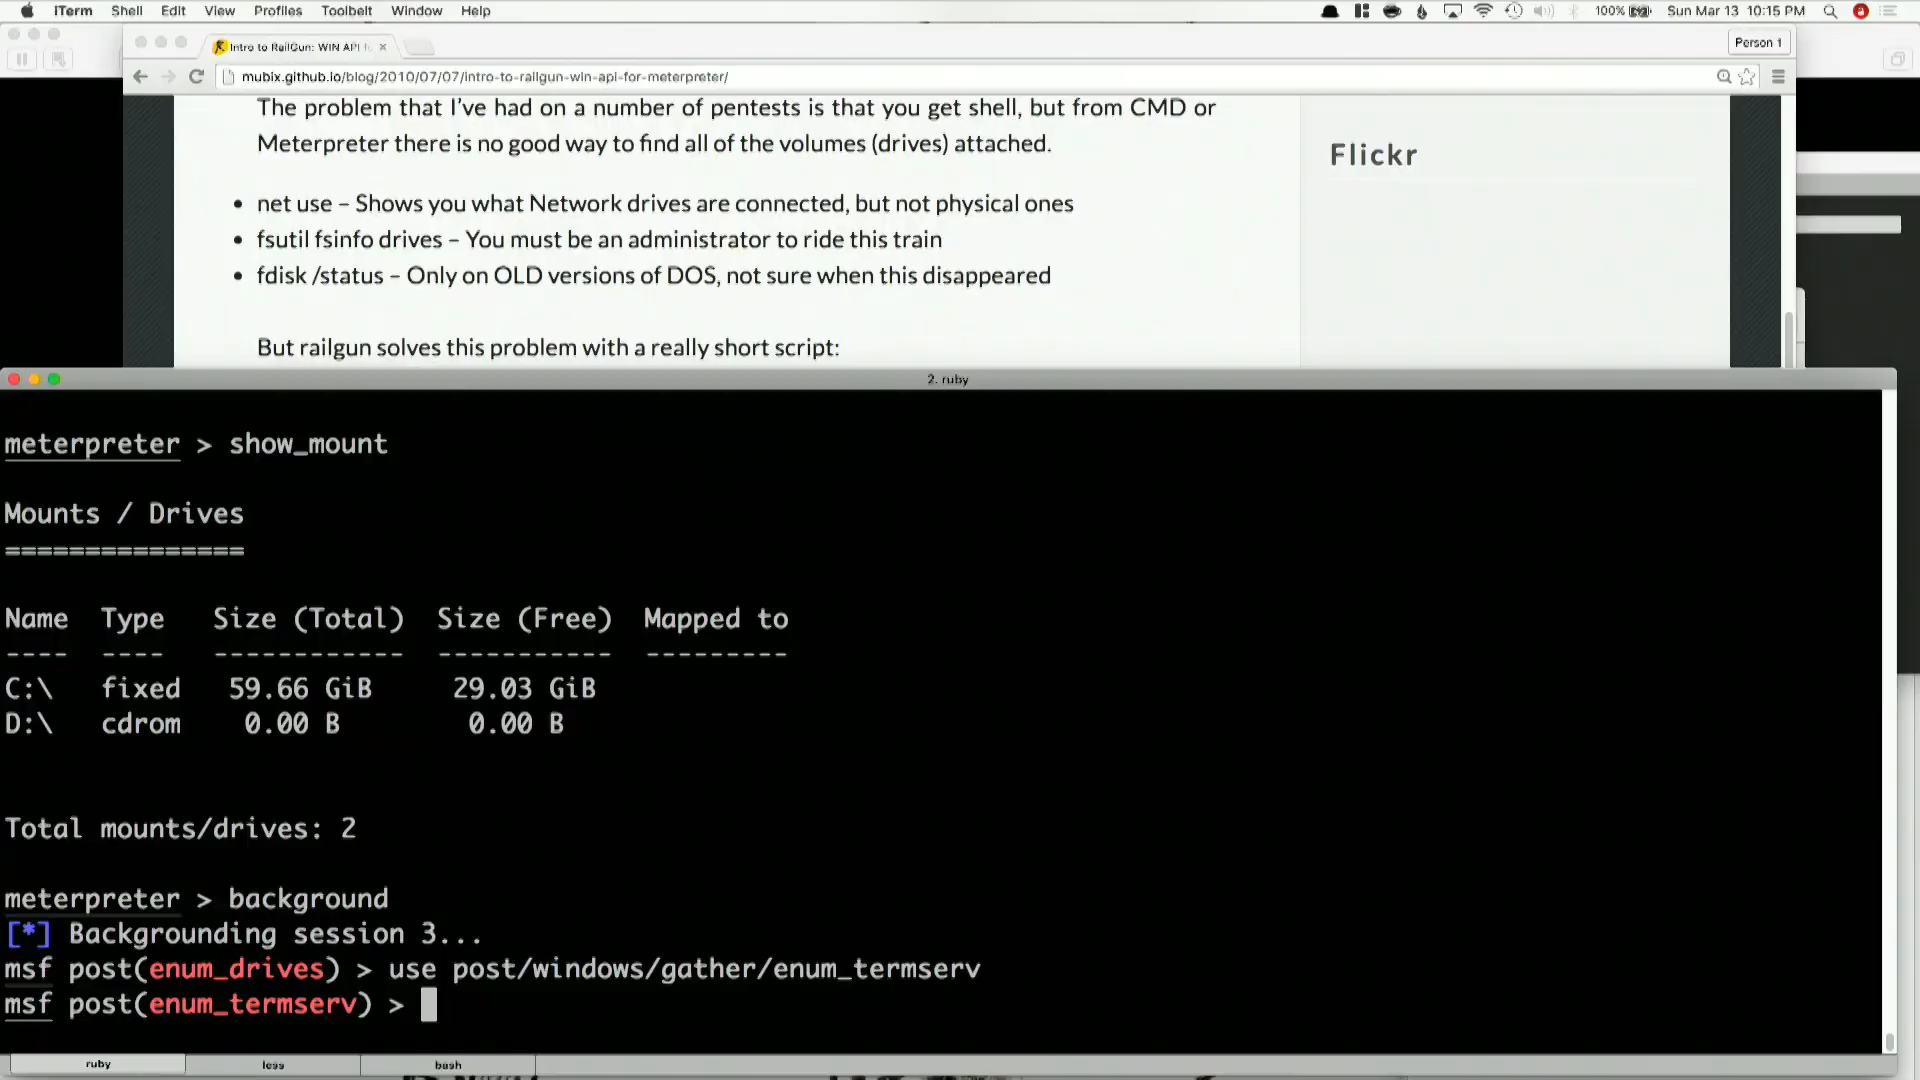 iTerm Shell Edit View Profiles Toolbelt Window Help
100% Sun Mar 13 10:15 PM
Intro to RailGun: WIN API
Person 1
mubix.github.io/blog/2010/07/07/intro-to-railgun-win-api-for-meterpreter/
The problem that I've had on a number of pentests is that you get shell, but from CMD or
Meterpreter there is no good way to find all of the volumes (drives) attached.
Flickr
• net use – Shows you what Network drives are connected, but not physical ones
• fsutil fsinfo drives – You must be an administrator to ride this train
• fdisk /status – Only on OLD versions of DOS, not sure when this disappeared
But railgun solves this problem with a really short script:
2. ruby
meterpreter > show_mount
Mounts / Drives
===============
Name Type Size (Total) Size (Free) Mapped to
---- ---- ------------ ----------- ---------
C:\ fixed 59.66 GiB 29.03 GiB
D:\ cdrom 0.00 B 0.00 B
Total mounts/drives: 2
meterpreter > background
[*] Backgrounding session 3...
msf post(enum_drives) > use post/windows/gather/enum_termserv
msf post(enum_termserv) >
ruby less bash